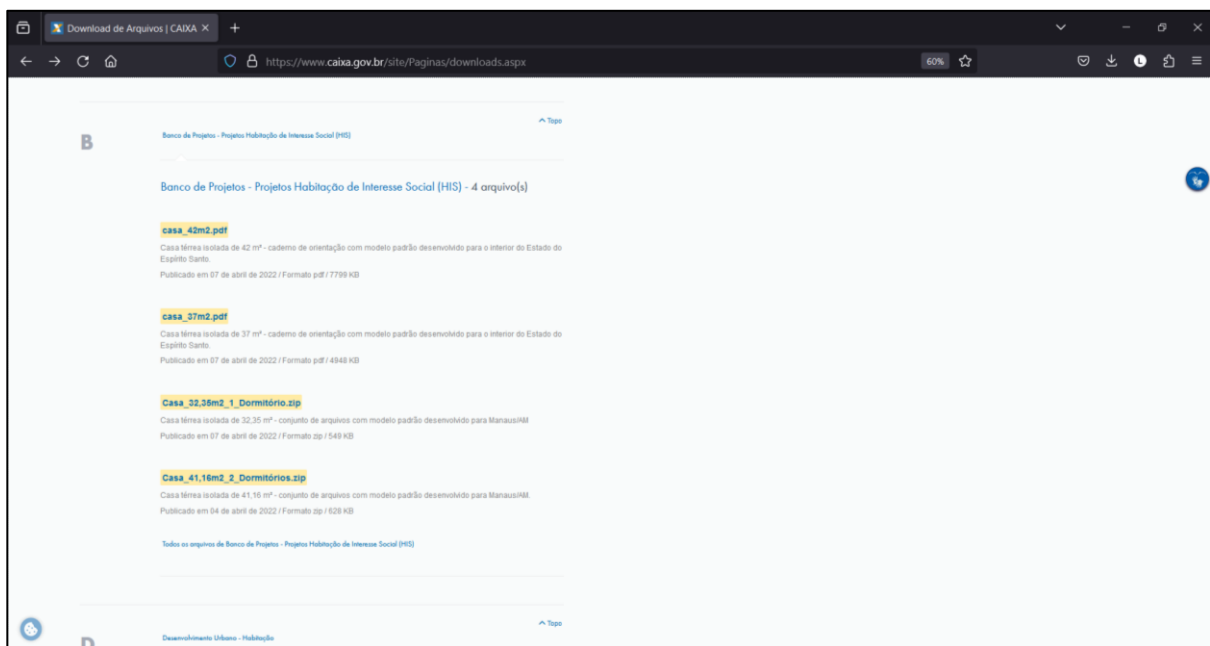 Download de Arquivos | CAIXA
https://www.caixa.gov.br/site/Paginas/downloads.aspx
60%
L
Topo
B
Banco de Projetos - Projetos Habitação de Interesse Social (HIS)
Banco de Projetos - Projetos Habitação de Interesse Social (HIS) - 4 arquivo(s)
casa_42m2.pdf
Casa térrea isolada de 42 m² - caderno de orientação com modelo padrão desenvolvido para o interior do Estado do
Espírito Santo.
Publicado em 07 de abril de 2022 / Formato pdf / 7799 KB
casa_37m2.pdf
Casa térrea isolada de 37 m² - caderno de orientação com modelo padrão desenvolvido para o interior do Estado do
Espírito Santo.
Publicado em 07 de abril de 2022 / Formato pdf / 4948 KB
Casa_32,35m2_1_Dormitório.zip
Casa térrea isolada de 32,35 m² - conjunto de arquivos com modelo padrão desenvolvido para Manaus/AM
Publicado em 07 de abril de 2022 / Formato zip / 549 KB
Casa_41,16m2_2_Dormitórios.zip
Casa térrea isolada de 41,16 m² - conjunto de arquivos com modelo padrão desenvolvido para Manaus/AM.
Publicado em 04 de abril de 2022 / Formato zip / 628 KB
Todos os arquivos de Banco de Projetos - Projetos Habitação de Interesse Social (HIS)
Topo
D
Desenvolvimento Urbano - Habitação